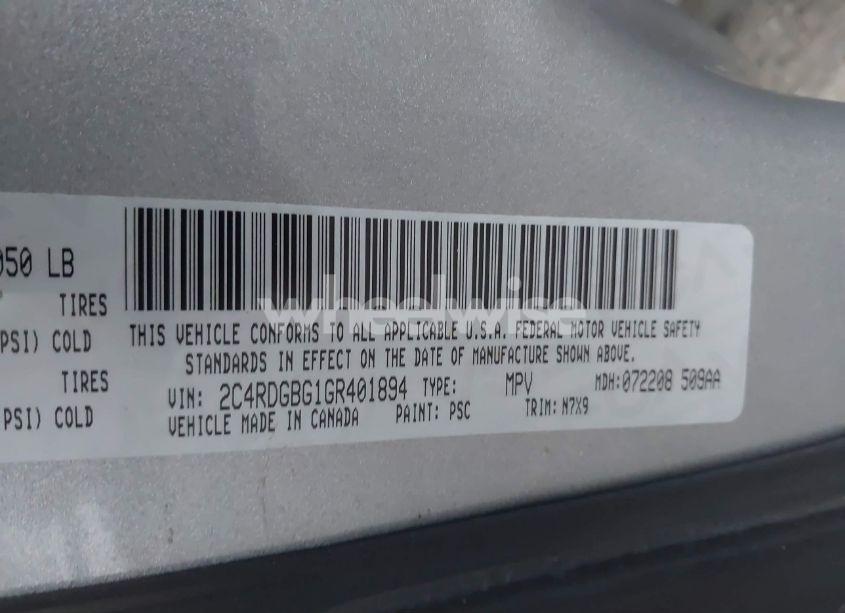 050 LB
TIRES
PSI) COLD
TIRES
PSI) COLD
wheelwise
THIS VEHICLE CONFORMS TO ALL APPLICABLE U.S.A. FEDERAL MOTOR VEHICLE SAFETY
STANDARDS IN EFFECT ON THE DATE OF MANUFACTURE SHOWN ABOVE.
VIN: 2C4RDGBG1GR401894 TYPE: MPV MDH:072208 509AA
VEHICLE MADE IN CANADA PAINT: PSC TRIM: N7X9